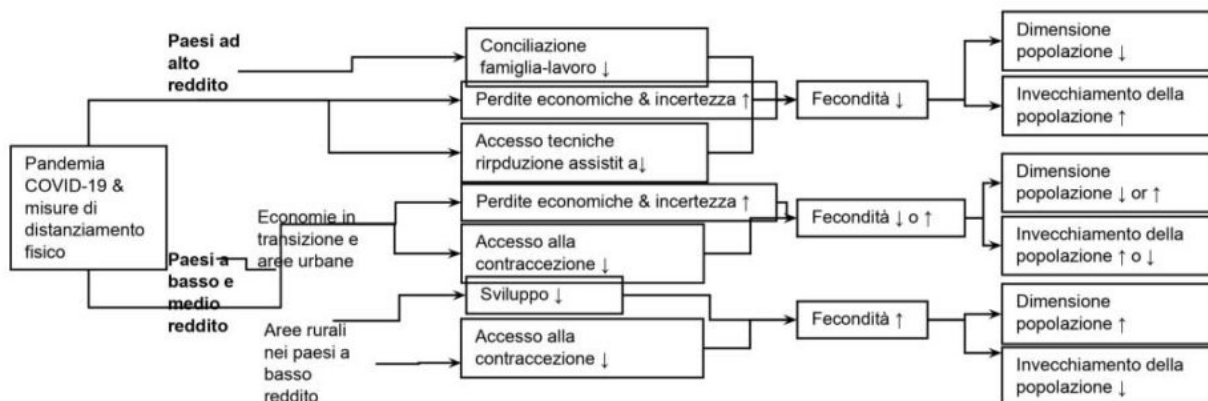 Pandemia
COVID-19 &
misure di
distanziamento
fisico
Paesi ad
alto
reddito
Conciliazione
famiglia-lavoro ↓
Perdite economiche & incertezza ↑
Accesso tecniche
rirpduzione assistit a↓
Fecondità ↓
Dimensione
popolazione ↓
Invecchiamento della
popolazione ↑
Paesi a
basso e
medio
reddito
Economie in
transizione e
aree urbane
Perdite economiche & incertezza ↑
Accesso alla
contraccezione ↓
Fecondità ↓ o ↑
Dimensione
popolazione ↓ or ↑
Invecchiamento della
popolazione ↑ o ↓
Aree rurali
nei paesi a
basso
reddito
Sviluppo ↓
Accesso alla
contraccezione ↓
Fecondità ↑
Dimensione
popolazione ↑
Invecchiamento della
popolazione ↓